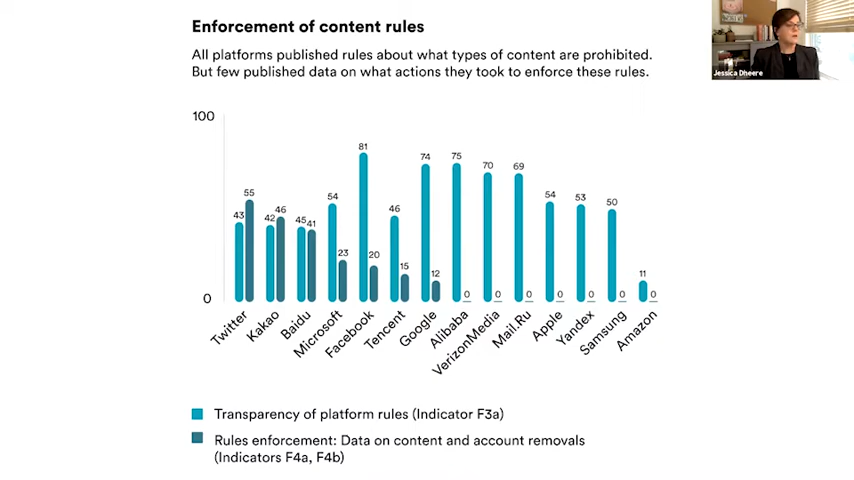 Enforcement of content rules
All platforms published rules about what types of content are prohibited.
But few published data on what actions they took to enforce these rules.
Jessica Dheere
100
0
43 55
42 46
45 41
54 23
81 20
46 15
74 12
75 0
70 0
69 0
54 0
53 0
50 0
11 0
Twitter
Kakao
Baidu
Microsoft
Facebook
Tencent
Google
Alibaba
VerizonMedia
Mail.Ru
Apple
Yandex
Samsung
Amazon
Transparency of platform rules (Indicator F3a)
Rules enforcement: Data on content and account removals
(Indicators F4a, F4b)